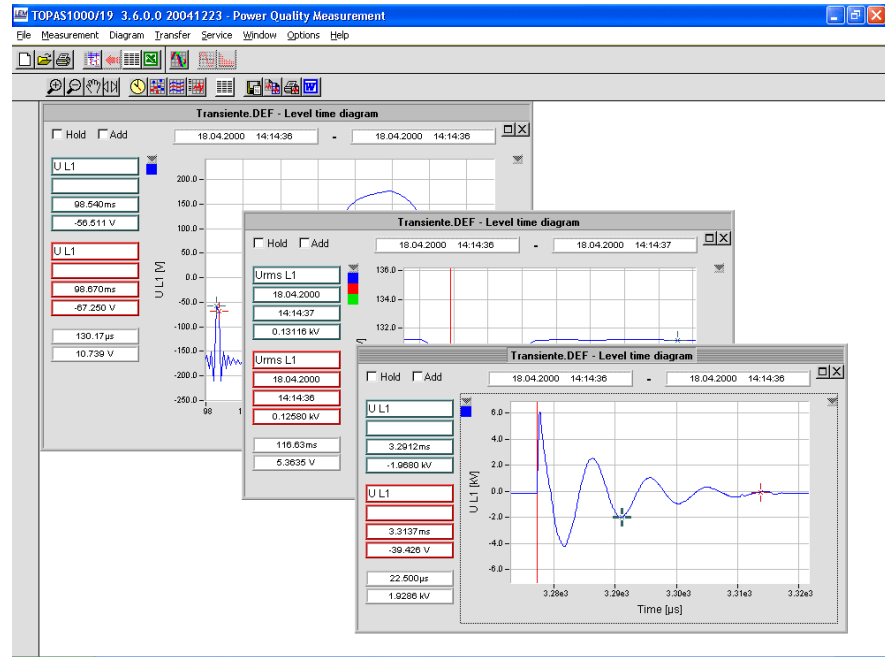 LEM TOPAS1000/19 3.6.0.0 20041223 - Power Quality Measurement
File Measurement Diagram Transfer Service Window Options Help
Transiente.DEF - Level time diagram
Hold Add
18.04.2000 14:14:36 - 18.04.2000 14:14:36
U L1
98.540ms
-56.511 V
U L1
98.670ms
-67.250 V
130.17µs
10.739 V
U L1 [V]
200.0
150.0
100.0
50.0
0.0
-50.0
-100.0
-150.0
-200.0
-250.0
98
Transiente.DEF - Level time diagram
Hold Add
18.04.2000 14:14:36 - 18.04.2000 14:14:37
Urms L1
18.04.2000
14:14:37
0.13116 kV
Urms L1
18.04.2000
14:14:36
0.12580 kV
116.63ms
5.3635 V
136.0
134.0
132.0
Transiente.DEF - Level time diagram
Hold Add
18.04.2000 14:14:36 - 18.04.2000 14:14:36
U L1
3.2912ms
-1.9680 kV
U L1
3.3137ms
-39.426 V
22.500µs
1.9286 kV
U L1 [kV]
6.0
4.0
2.0
0.0
-2.0
-4.0
-6.0
3.28e3 3.29e3 3.30e3 3.31e3 3.32e3
Time [µs]